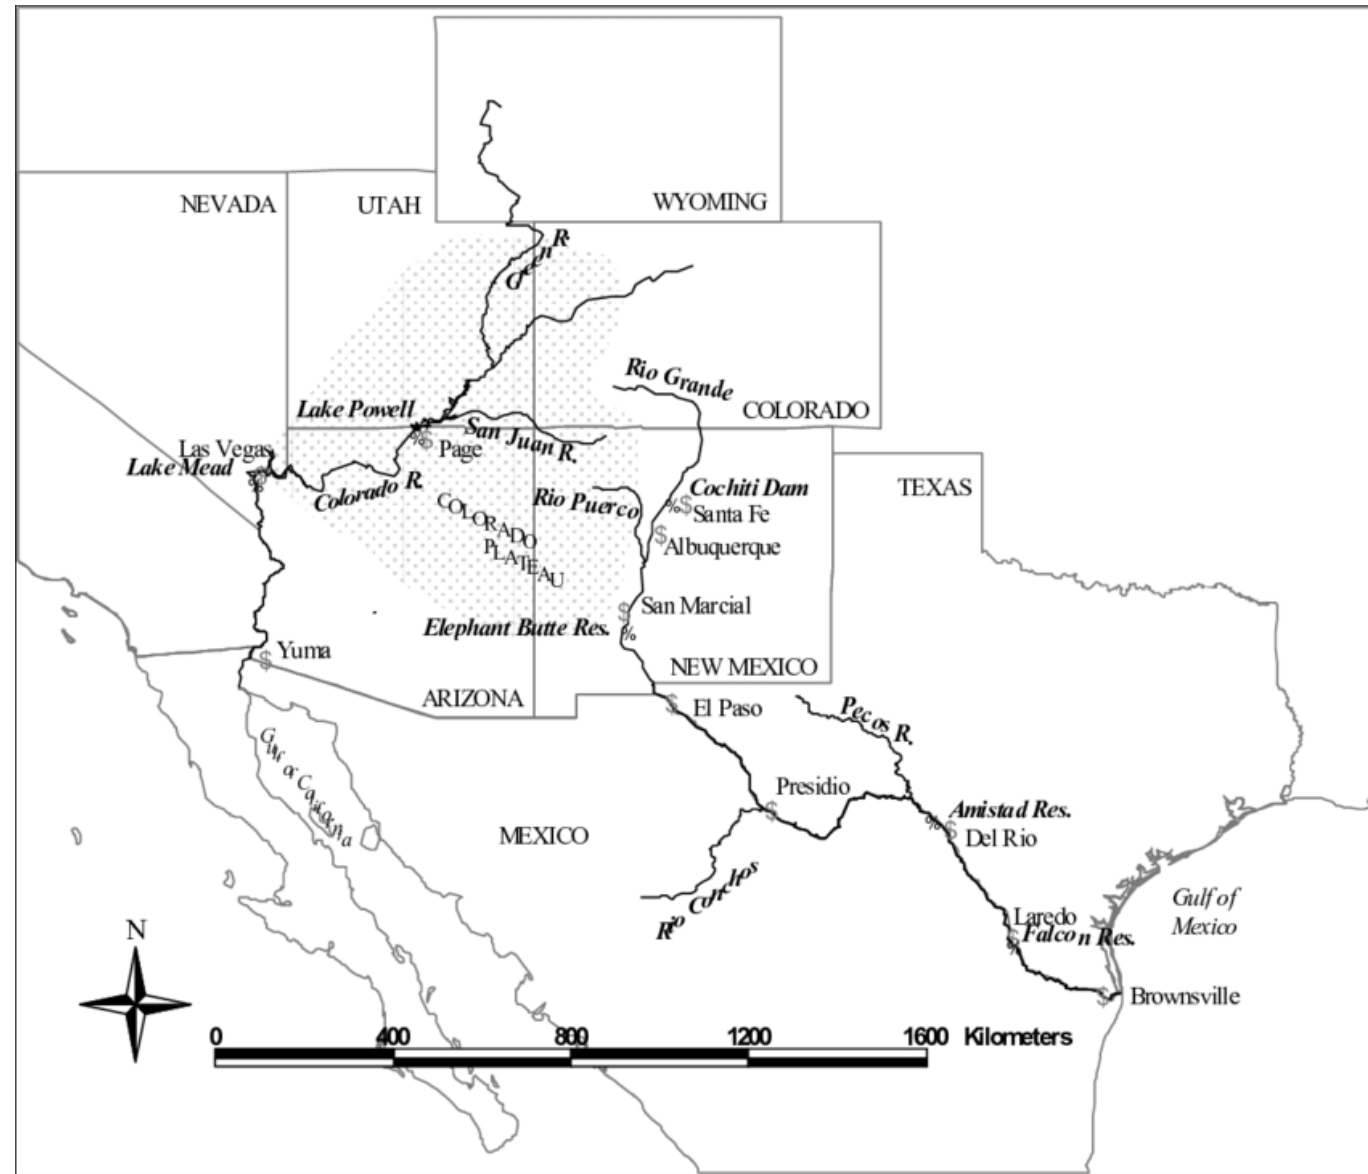 NEVADA
UTAH
WYOMING
Green R.
Rio Grande
COLORADO
Lake Powell
San Juan R.
Page
Las Vegas
Lake Mead
Colorado R.
COLORADO
PLATEAU
Rio Puerco
Cochiti Dam
Santa Fe
Albuquerque
TEXAS
San Marcial
Elephant Butte Res.
Yuma
NEW MEXICO
ARIZONA
El Paso
Pecos R.
Gulf of California
Presidio
MEXICO
Amistad Res.
Del Rio
Rio Conchos
Laredo
Falcon Res.
Gulf of
Mexico
Brownsville
N
0 400 800 1200 1600 Kilometers